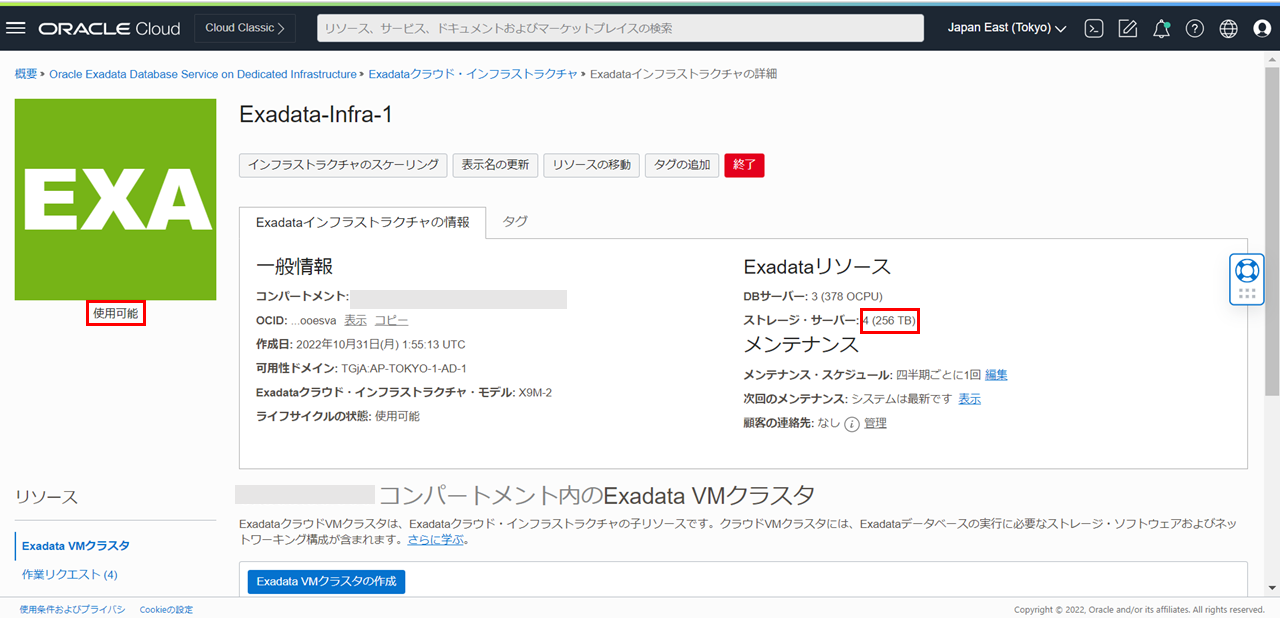 ORACLE Cloud Cloud Classic リソース、サービス、ドキュメントおよびマーケットプレイスの検索 Japan East (Tokyo)
概要 » Oracle Exadata Database Service on Dedicated Infrastructure » Exadataクラウド・インフラストラクチャ » Exadataインフラストラクチャの詳細
EXA
使用可能
Exadata-Infra-1
インフラストラクチャのスケーリング 表示名の更新 リソースの移動 タグの追加 終了
Exadataインフラストラクチャの情報 タグ
一般情報
コンパートメント:
OCID: ...ooesva 表示 コピー
作成日: 2022年10月31日(月) 1:55:13 UTC
可用性ドメイン: TGjA:AP-TOKYO-1-AD-1
Exadataクラウド・インフラストラクチャ・モデル: X9M-2
ライフサイクルの状態: 使用可能
Exadataリソース
DBサーバー: 3 (378 OCPU)
ストレージ・サーバー: 4 (256 TB)
メンテナンス
メンテナンス・スケジュール: 四半期ごとに1回 編集
次回のメンテナンス: システムは最新です 表示
顧客の連絡先: なし i 管理
リソース
Exadata VMクラスタ
作業リクエスト (4)
コンパートメント内のExadata VMクラスタ
ExadataクラウドVMクラスタは、Exadataクラウド・インフラストラクチャの子リソースです。クラウドVMクラスタには、Exadataデータベースの実行に必要なストレージ・ソフトウェアおよびネッ
トワーキング構成が含まれます。さらに学ぶ。
Exadata VMクラスタの作成
使用条件およびプライバシ Cookieの設定 Copyright © 2022, Oracle and/or its affiliates. All rights reserved.